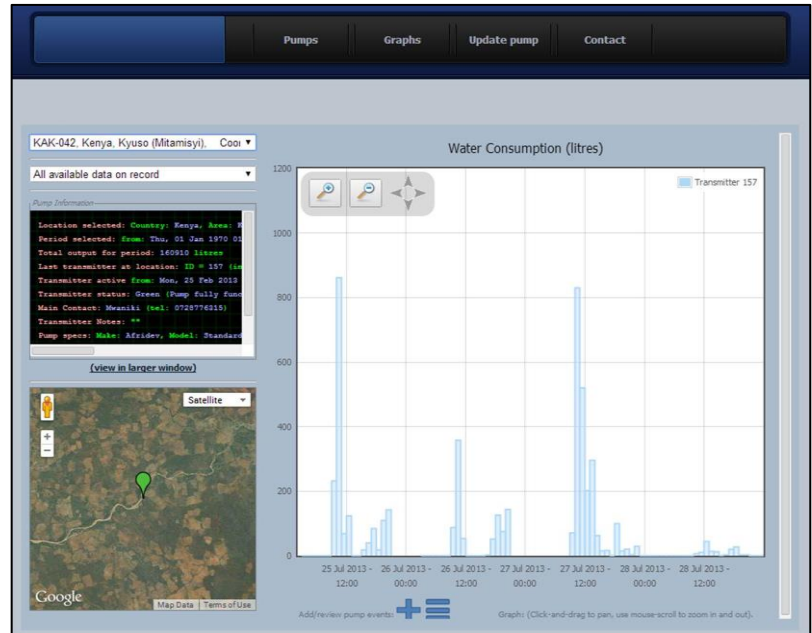 Pumps Graphs Update pump Contact
KAK-042, Kenya, Kyuso (Mitamisyi), Coor
All available data on record
Pump Information
Location selected: Country: Kenya, Area: K
Period selected: from: Thu, 01 Jan 1970 01
Total output for period: 160910 litres
Last transmitter at location: ID = 157 (in
Transmitter active from: Mon, 25 Feb 2013
Transmitter status: Green (Pump fully func
Main Contact: Mwaniki (tel: 0728776315)
Transmitter Notes: **
Pump specs: Make: Afridev, Model: Standard
(view in larger window)
Satellite
Google
Map Data Terms of Use
Water Consumption (litres)
Transmitter 157
1200
1000
800
600
400
200
0
25 Jul 2013 - 26 Jul 2013 - 26 Jul 2013 - 27 Jul 2013 - 27 Jul 2013 - 28 Jul 2013 - 28 Jul 2013 -
12:00 00:00 12:00 00:00 12:00 00:00 12:00
Add/review pump events:
Graph: (Click-and-drag to pan, use mouse-scroll to zoom in and out).